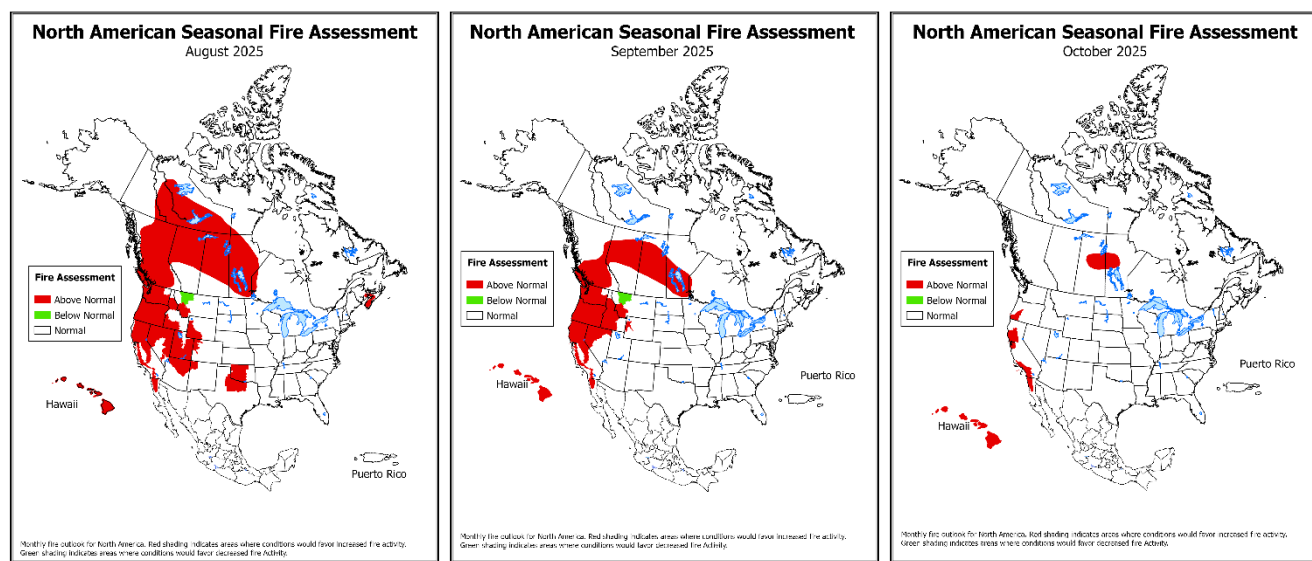 North American Seasonal Fire Assessment
August 2025
Fire Assessment
Above Normal
Below Normal
Normal
Hawaii
Puerto Rico
Monthly fire outlook for North America. Red shading indicates areas where conditions would favor increased fire activity.
Green shading indicates areas where conditions would favor decreased fire Activity.
North American Seasonal Fire Assessment
September 2025
Fire Assessment
Above Normal
Below Normal
Normal
Hawaii
Puerto Rico
Monthly fire outlook for North America. Red shading indicates areas where conditions would favor increased fire activity.
Green shading indicates areas where conditions would favor decreased fire Activity.
North American Seasonal Fire Assessment
October 2025
Fire Assessment
Above Normal
Below Normal
Normal
Hawaii
Puerto Rico
Monthly fire outlook for North America. Red shading indicates areas where conditions would favor increased fire activity.
Green shading indicates areas where conditions would favor decreased fire Activity.